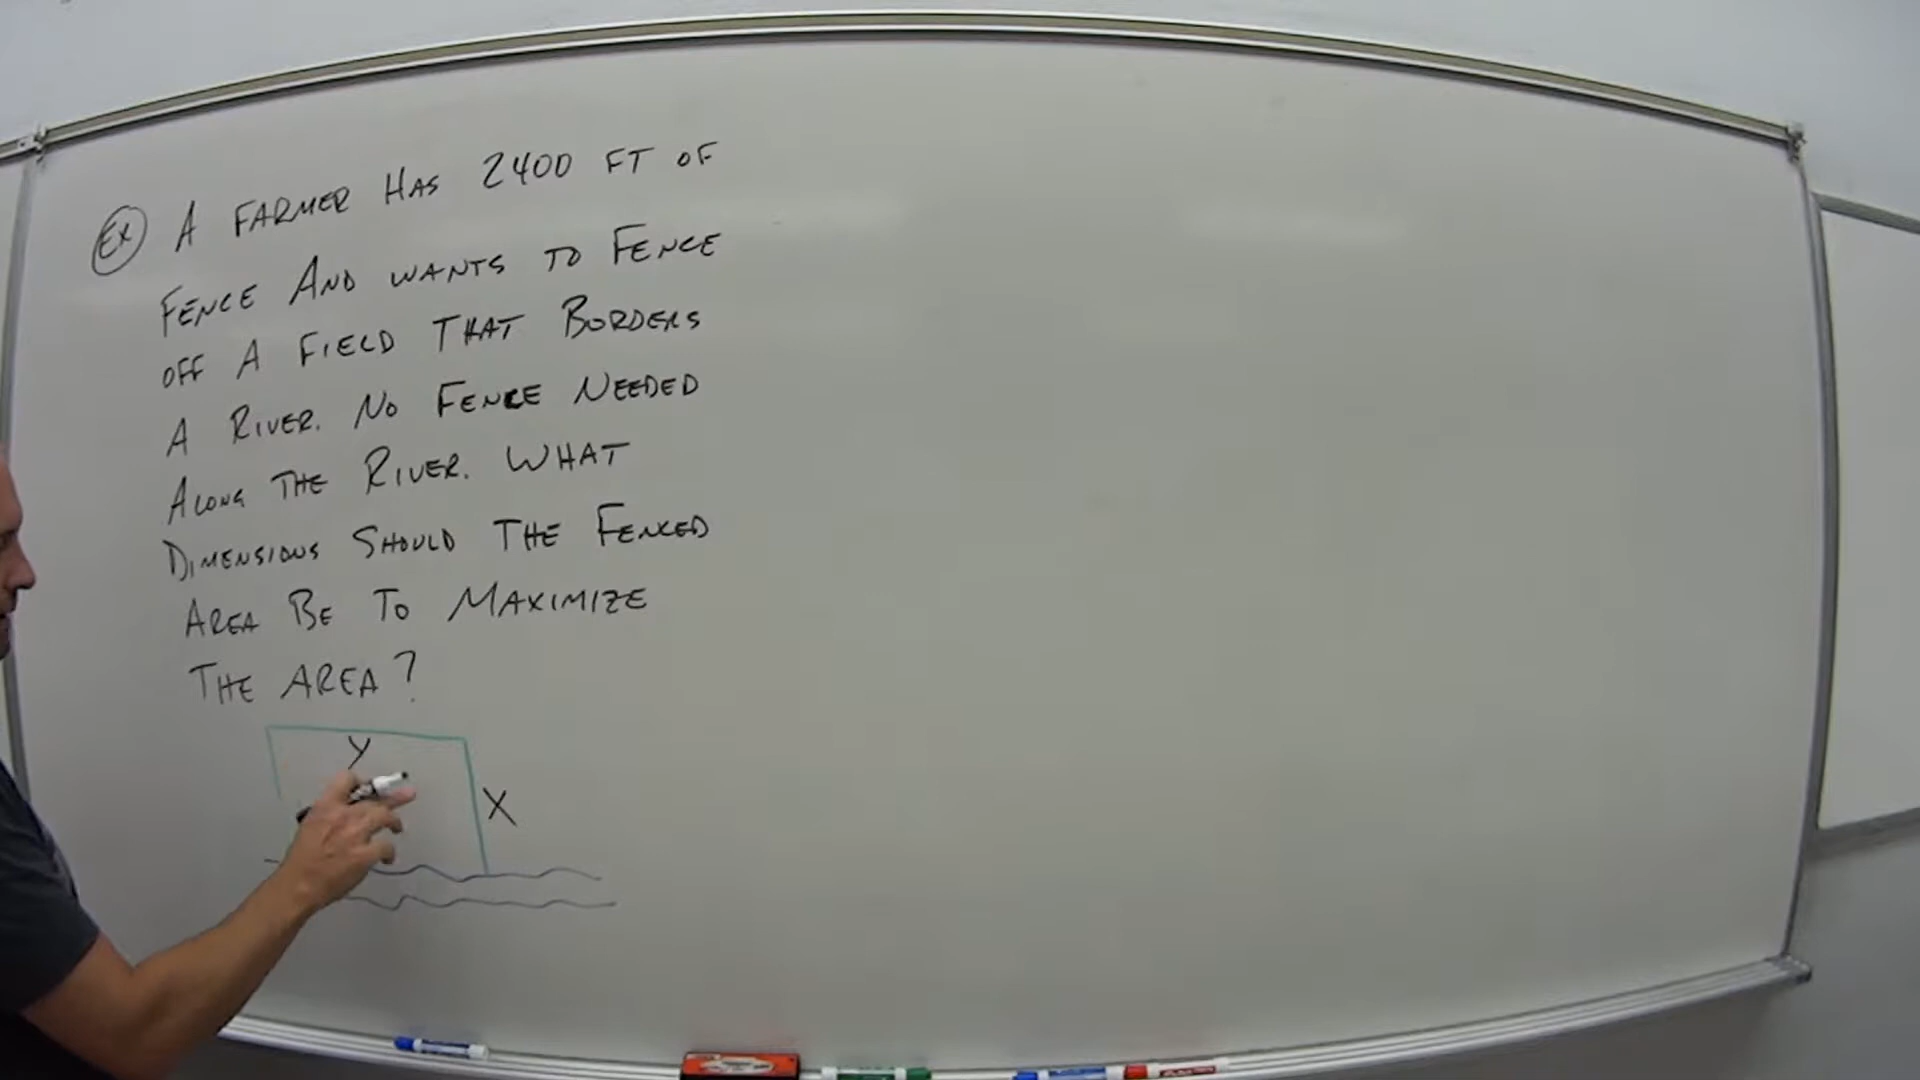 EX A FARMER HAS 2400 FT OF
FENCE AND WANTS TO FENCE
OFF A FIELD THAT BORDERS
A RIVER. NO FENCE NEEDED
ALONG THE RIVER. WHAT
DIMENSIONS SHOULD THE FENCED
AREA BE TO MAXIMIZE
THE AREA?
Y
X